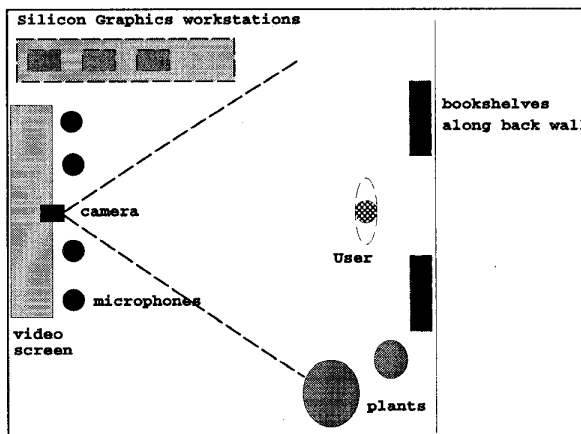 Silicon Graphics workstations
bookshelves
along back wall
camera
User
microphones
video
screen
plants